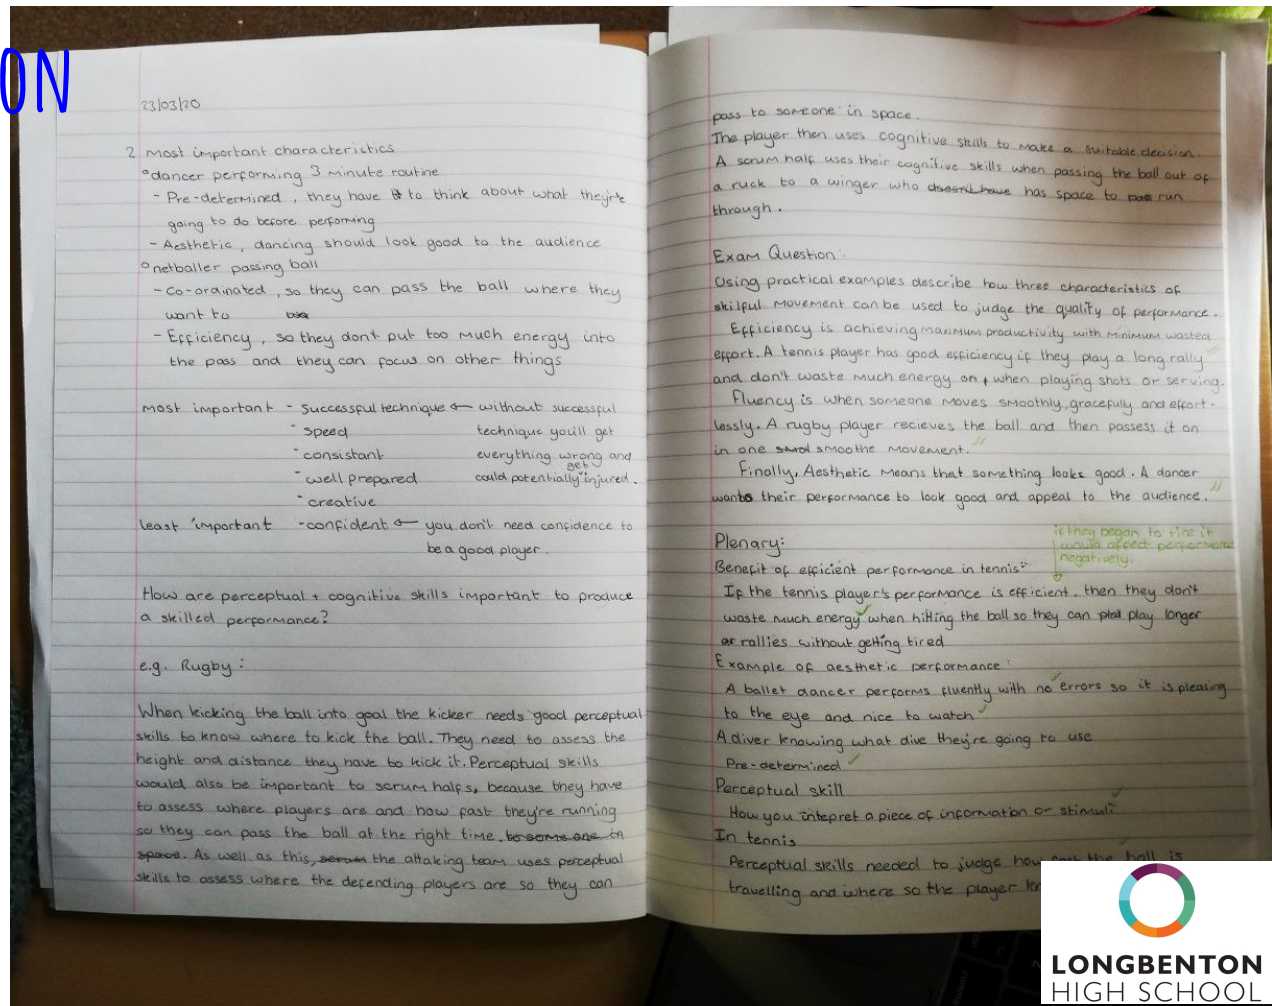 ON
23/03/20
2 most important characteristics
°dancer performing 3 minute routine
- Pre-determined, they have to think about what they're
going to do before performing
- Aesthetic, dancing should look good to the audience
°netballer passing ball
- Co-ordinated, so they can pass the ball where they
want to
- Efficiency, so they don't put too much energy into
the pass and they can focus on other things
most important - Successful technique ← without successful
- speed technique you'll get
- consistant everything wrong and
- well prepared could potentially get injured.
- creative
least important - confident ← you don't need confidence to
be a good player.
How are perceptual + cognitive skills important to produce
a skilled performance?
e.g. Rugby:
When kicking the ball into goal the kicker needs good perceptual
skills to know where to kick the ball. They need to assess the
height and distance they have to kick it. Perceptual skills
would also be important to scrum halfs, because they have
to assess where players are and how fast they're running
so they can pass the ball at the right time. to some one in
space. As well as this, scrum the attaking team uses perceptual
skills to assess where the defending players are so they can
pass to someone in space.
The player then uses cognitive skills to make a suitable decision.
A scrum half uses their cognitive skills when passing the ball out of
a ruck to a winger who doesn't have has space to run
through.
Exam Question:
Using practical examples describe how three characteristics of
skilful movement can be used to judge the quality of performance.
Efficiency is achieving maximum productivity with minimum wasted
effort. A tennis player has good efficiency if they play a long rally
and don't waste much energy on, when playing shots or serving.
Fluency is when someone moves smoothly, gracefully and effort-
lessly. A rugby player recieves the ball and then passess it on
in one smoothe movement.
Finally, Aesthetic means that something looks good. A dancer
wants their performance to look good and appeal to the audience.
if they began to tire it
would affect performance
negatively.
Plenary:
Benefit of efficient performance in tennis:
If the tennis player's performance is efficient, then they don't
waste much energy when hitting the ball so they can play longer
rallies without getting tired
Example of aesthetic performance:
A ballet dancer performs fluently with no errors so it is pleasing
to the eye and nice to watch
A diver knowing what dive they're going to use
Pre-determined
Perceptual skill
How you intepret a piece of information or stimuli
In tennis
Perceptual skills needed to judge how fast the ball is
travelling and where so the player
LONGBENTON
HIGH SCHOOL